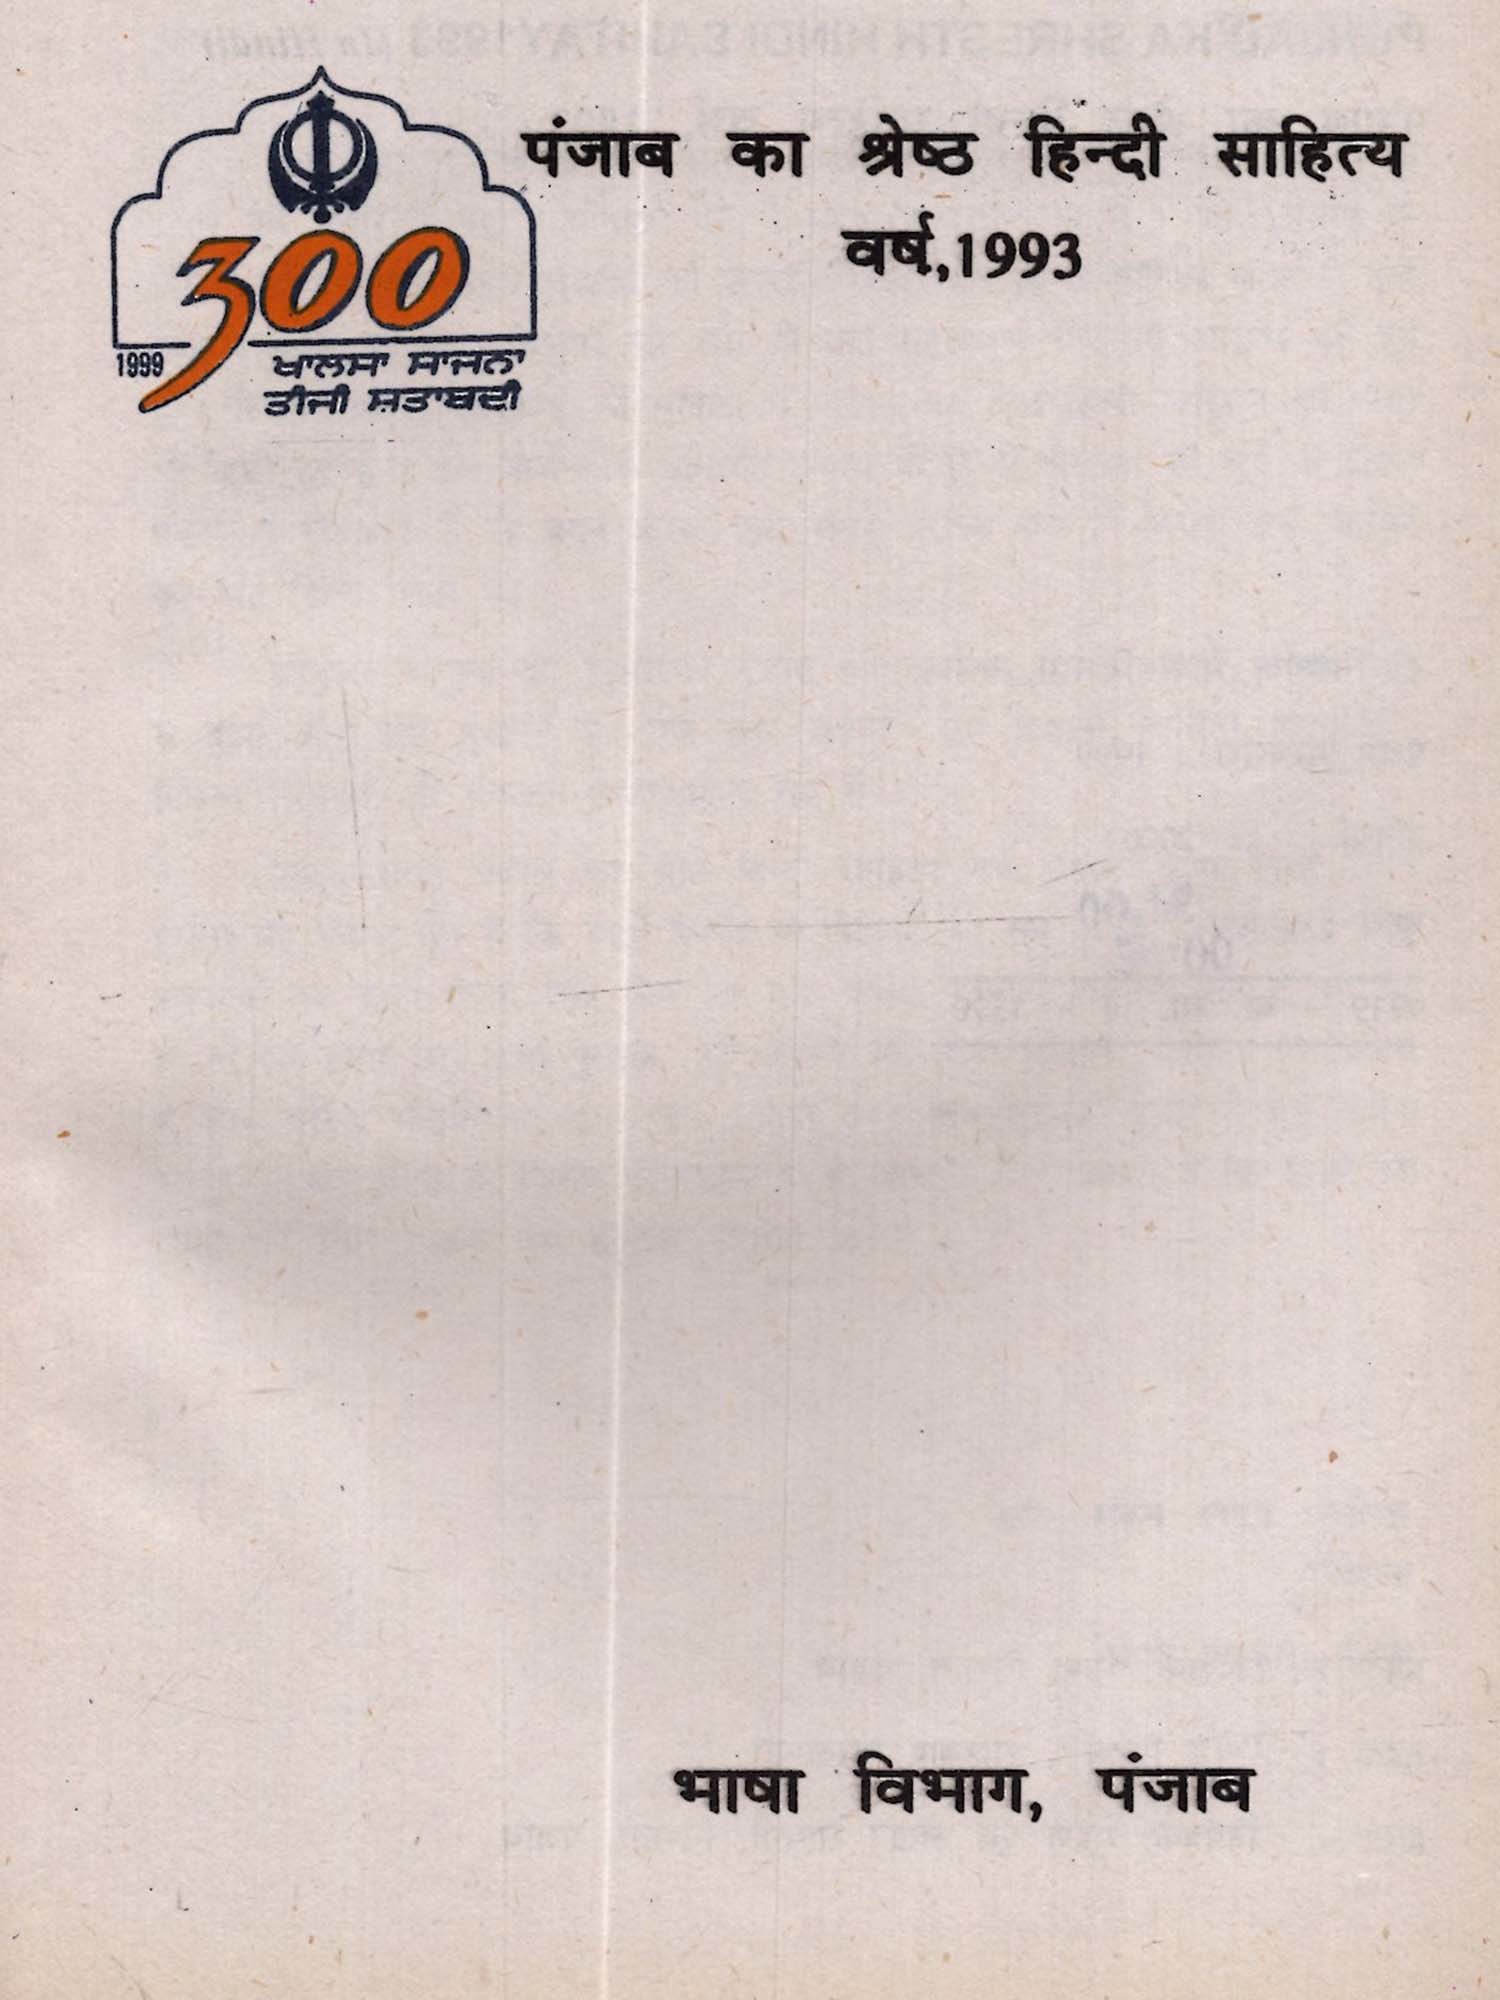 पंजाब का श्रेष्ठ हिन्दी साहित्य
वर्ष,1993
300
1999
ਖਾਲਸਾ ਸਾਜਨਾ
ਤੀਜੀ ਸ਼ਤਾਬਦੀ
भाषा विभाग, पंजाब